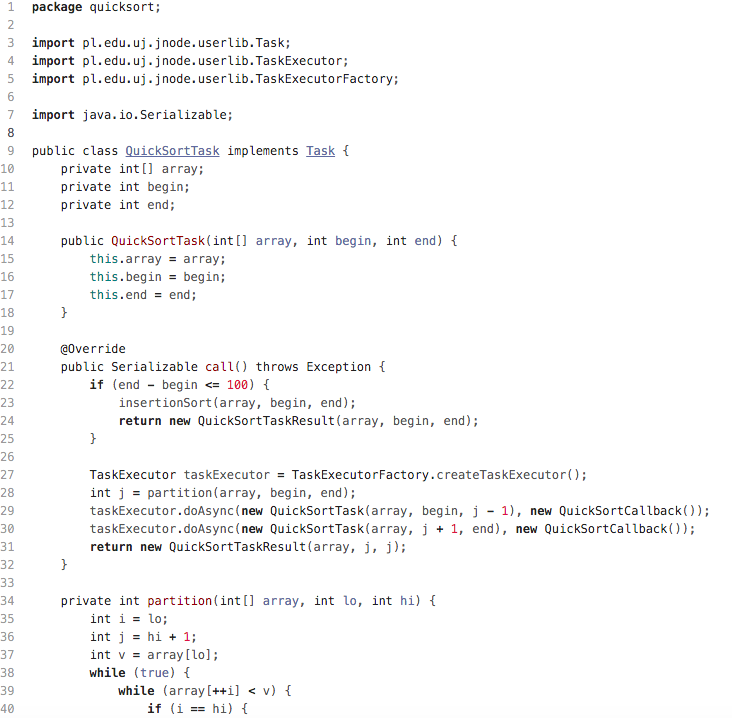 1 package quicksort;
2
3 import pl.edu.uj.jnode.userlib.Task;
4 import pl.edu.uj.jnode.userlib.TaskExecutor;
5 import pl.edu.uj.jnode.userlib.TaskExecutorFactory;
6
7 import java.io.Serializable;
8
9 public class QuickSortTask implements Task {
10     private int[] array;
11     private int begin;
12     private int end;
13
14     public QuickSortTask(int[] array, int begin, int end) {
15         this.array = array;
16         this.begin = begin;
17         this.end = end;
18     }
19
20     @Override
21     public Serializable call() throws Exception {
22         if (end - begin <= 100) {
23             insertionSort(array, begin, end);
24             return new QuickSortTaskResult(array, begin, end);
25         }
26
27         TaskExecutor taskExecutor = TaskExecutorFactory.createTaskExecutor();
28         int j = partition(array, begin, end);
29         taskExecutor.doAsync(new QuickSortTask(array, begin, j - 1), new QuickSortCallback());
30         taskExecutor.doAsync(new QuickSortTask(array, j + 1, end), new QuickSortCallback());
31         return new QuickSortTaskResult(array, j, j);
32     }
33
34     private int partition(int[] array, int lo, int hi) {
35         int i = lo;
36         int j = hi + 1;
37         int v = array[lo];
38         while (true) {
39             while (array[++i] < v) {
40                 if (i == hi) {